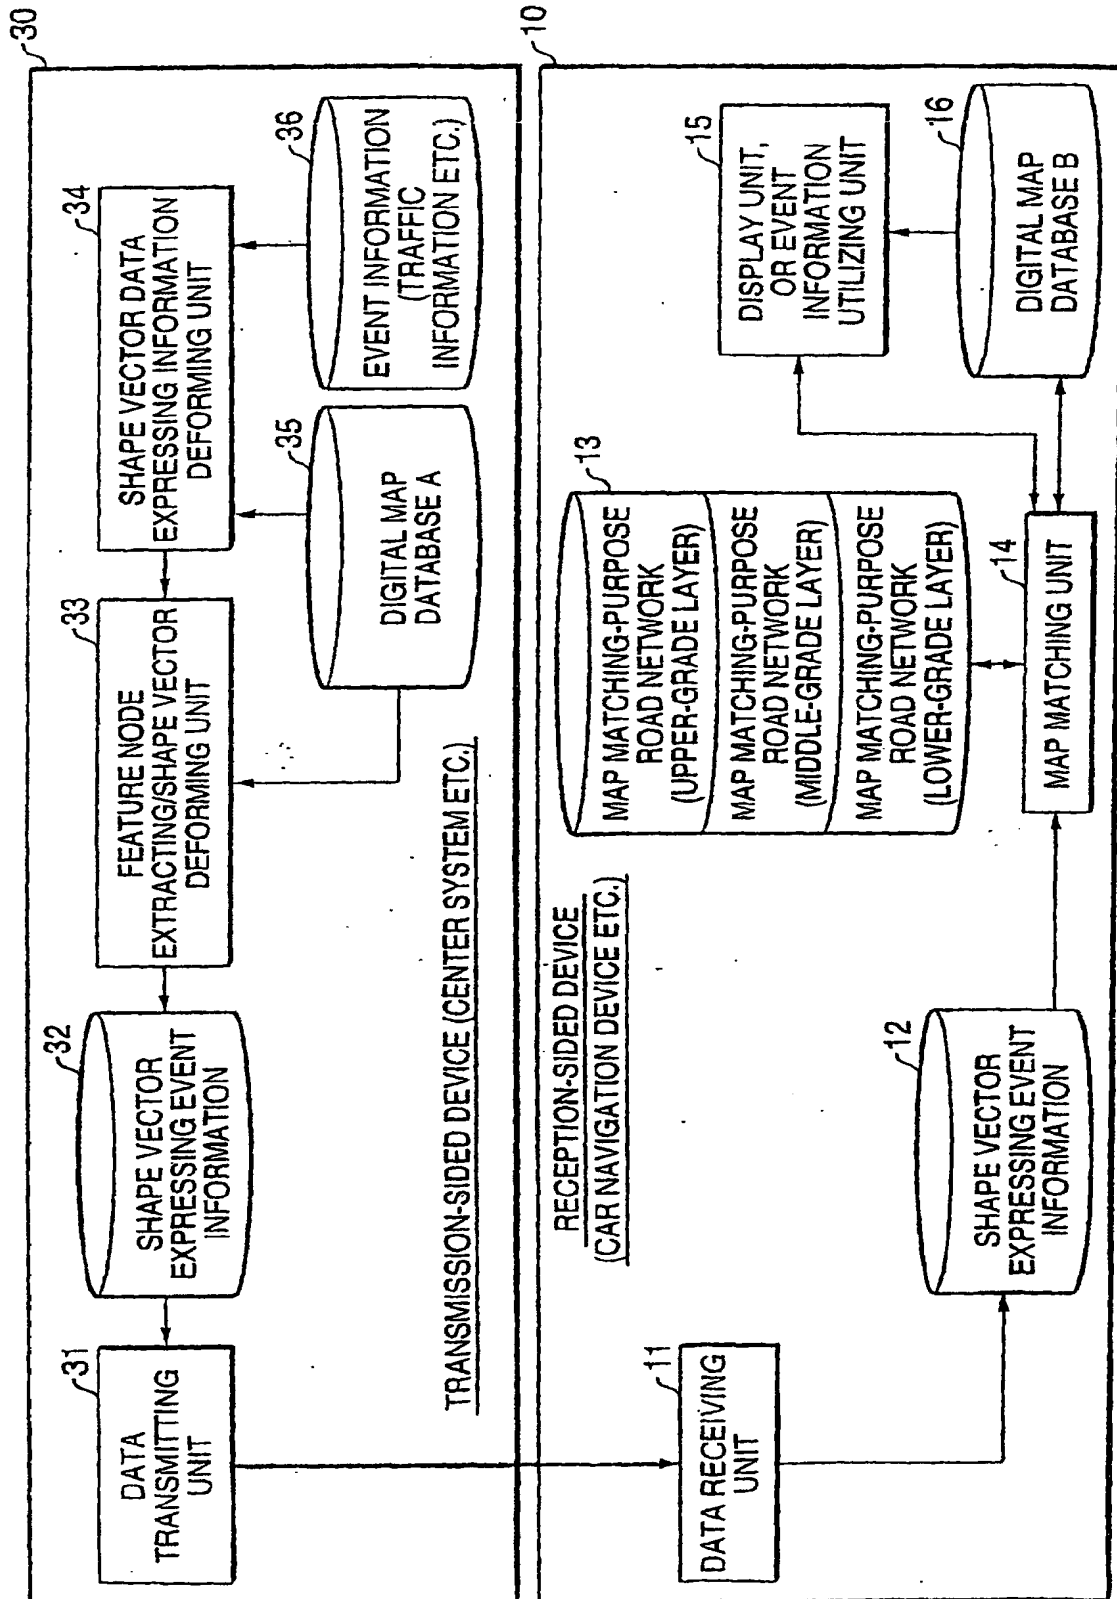 30
34
SHAPE VECTOR DATA
EXPRESSING INFORMATION
DEFORMING UNIT
36
EVENT INFORMATION
(TRAFFIC
INFORMATION ETC.)
33
FEATURE NODE
EXTRACTING/SHAPE VECTOR
DEFORMING UNIT
35
DIGITAL MAP
DATABASE A
32
SHAPE VECTOR
EXPRESSING EVENT
INFORMATION
31
DATA
TRANSMITTING
UNIT
TRANSMISSION-SIDED DEVICE (CENTER SYSTEM ETC.)
10
RECEPTION-SIDED DEVICE
(CAR NAVIGATION DEVICE ETC.)
11
DATA RECEIVING
UNIT
12
SHAPE VECTOR
EXPRESSING EVENT
INFORMATION
13
MAP MATCHING-PURPOSE
ROAD NETWORK
(UPPER-GRADE LAYER)
MAP MATCHING-PURPOSE
ROAD NETWORK
(MIDDLE-GRADE LAYER)
MAP MATCHING-PURPOSE
ROAD NETWORK
(LOWER-GRADE LAYER)
14
MAP MATCHING UNIT
15
DISPLAY UNIT,
OR EVENT
INFORMATION
UTILIZING UNIT
16
DIGITAL MAP
DATABASE B